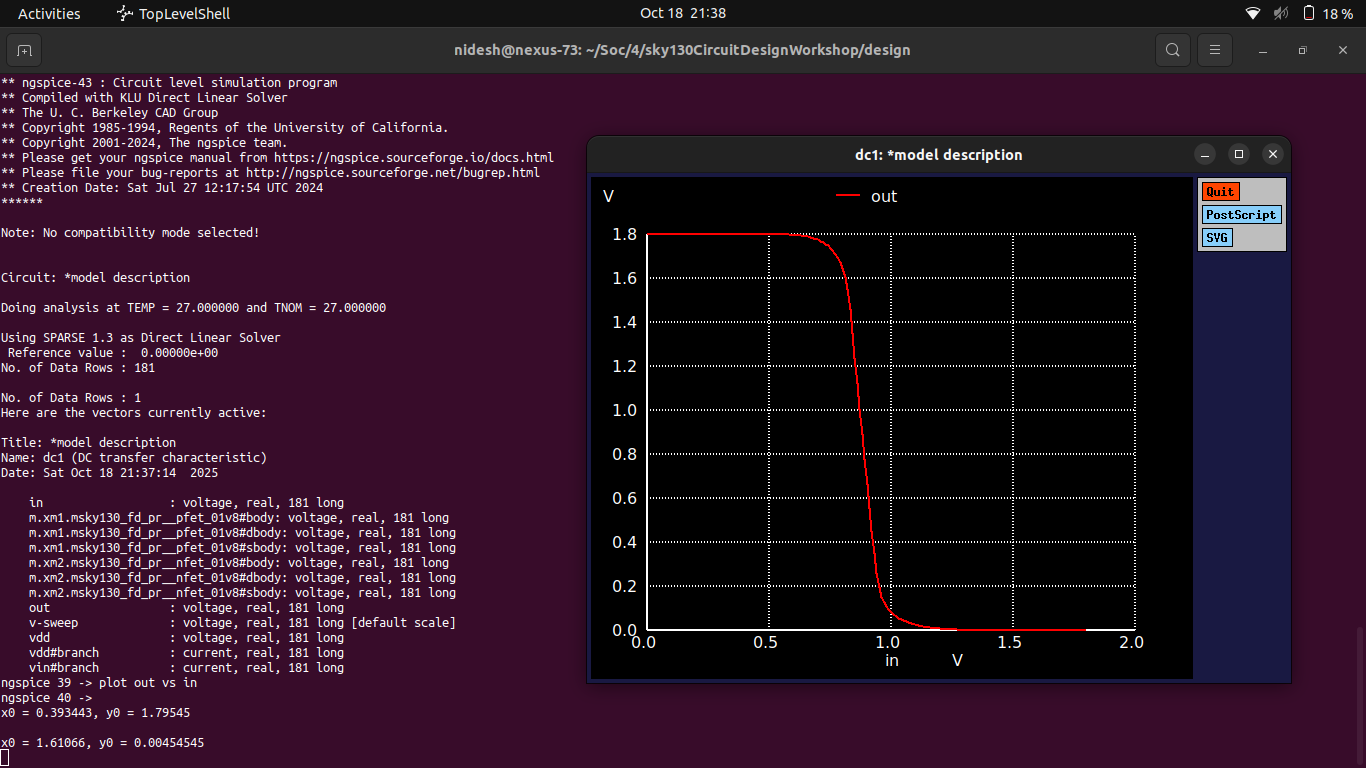 Activities TopLevelShell Oct 18 21:38 18 %
nidesh@nexus-73: ~/Soc/4/sky130CircuitDesignWorkshop/design
** ngspice-43 : Circuit level simulation program
** Compiled with KLU Direct Linear Solver
** The U. C. Berkeley CAD Group
** Copyright 1985-1994, Regents of the University of California.
** Copyright 2001-2024, The ngspice team.
** Please get your ngspice manual from https://ngspice.sourceforge.io/docs.html
** Please file your bug-reports at http://ngspice.sourceforge.net/bugrep.html
** Creation Date: Sat Jul 27 12:17:54 UTC 2024
******
Note: No compatibility mode selected!
Circuit: *model description
Doing analysis at TEMP = 27.000000 and TNOM = 27.000000
Using SPARSE 1.3 as Direct Linear Solver
Reference value :  0.00000e+00
No. of Data Rows : 181
No. of Data Rows : 1
Here are the vectors currently active:
Title: *model description
Name: dc1 (DC transfer characteristic)
Date: Sat Oct 18 21:37:14  2025
in                  : voltage, real, 181 long
m.xm1.msky130_fd_pr__pfet_01v8#body: voltage, real, 181 long
m.xm1.msky130_fd_pr__pfet_01v8#dbody: voltage, real, 181 long
m.xm1.msky130_fd_pr__pfet_01v8#sbody: voltage, real, 181 long
m.xm2.msky130_fd_pr__nfet_01v8#body: voltage, real, 181 long
m.xm2.msky130_fd_pr__nfet_01v8#dbody: voltage, real, 181 long
m.xm2.msky130_fd_pr__nfet_01v8#sbody: voltage, real, 181 long
out                 : voltage, real, 181 long
v-sweep             : voltage, real, 181 long [default scale]
vdd                 : voltage, real, 181 long
vdd#branch          : current, real, 181 long
vin#branch          : current, real, 181 long
ngspice 39 -> plot out vs in
ngspice 40 ->
x0 = 0.393443, y0 = 1.79545
x0 = 1.61066, y0 = 0.00454545
dc1: *model description
V out
Quit
PostScript
SVG
1.8
1.6
1.4
1.2
1.0
0.8
0.6
0.4
0.2
0.0
0.0 0.5 1.0 1.5 2.0
in V